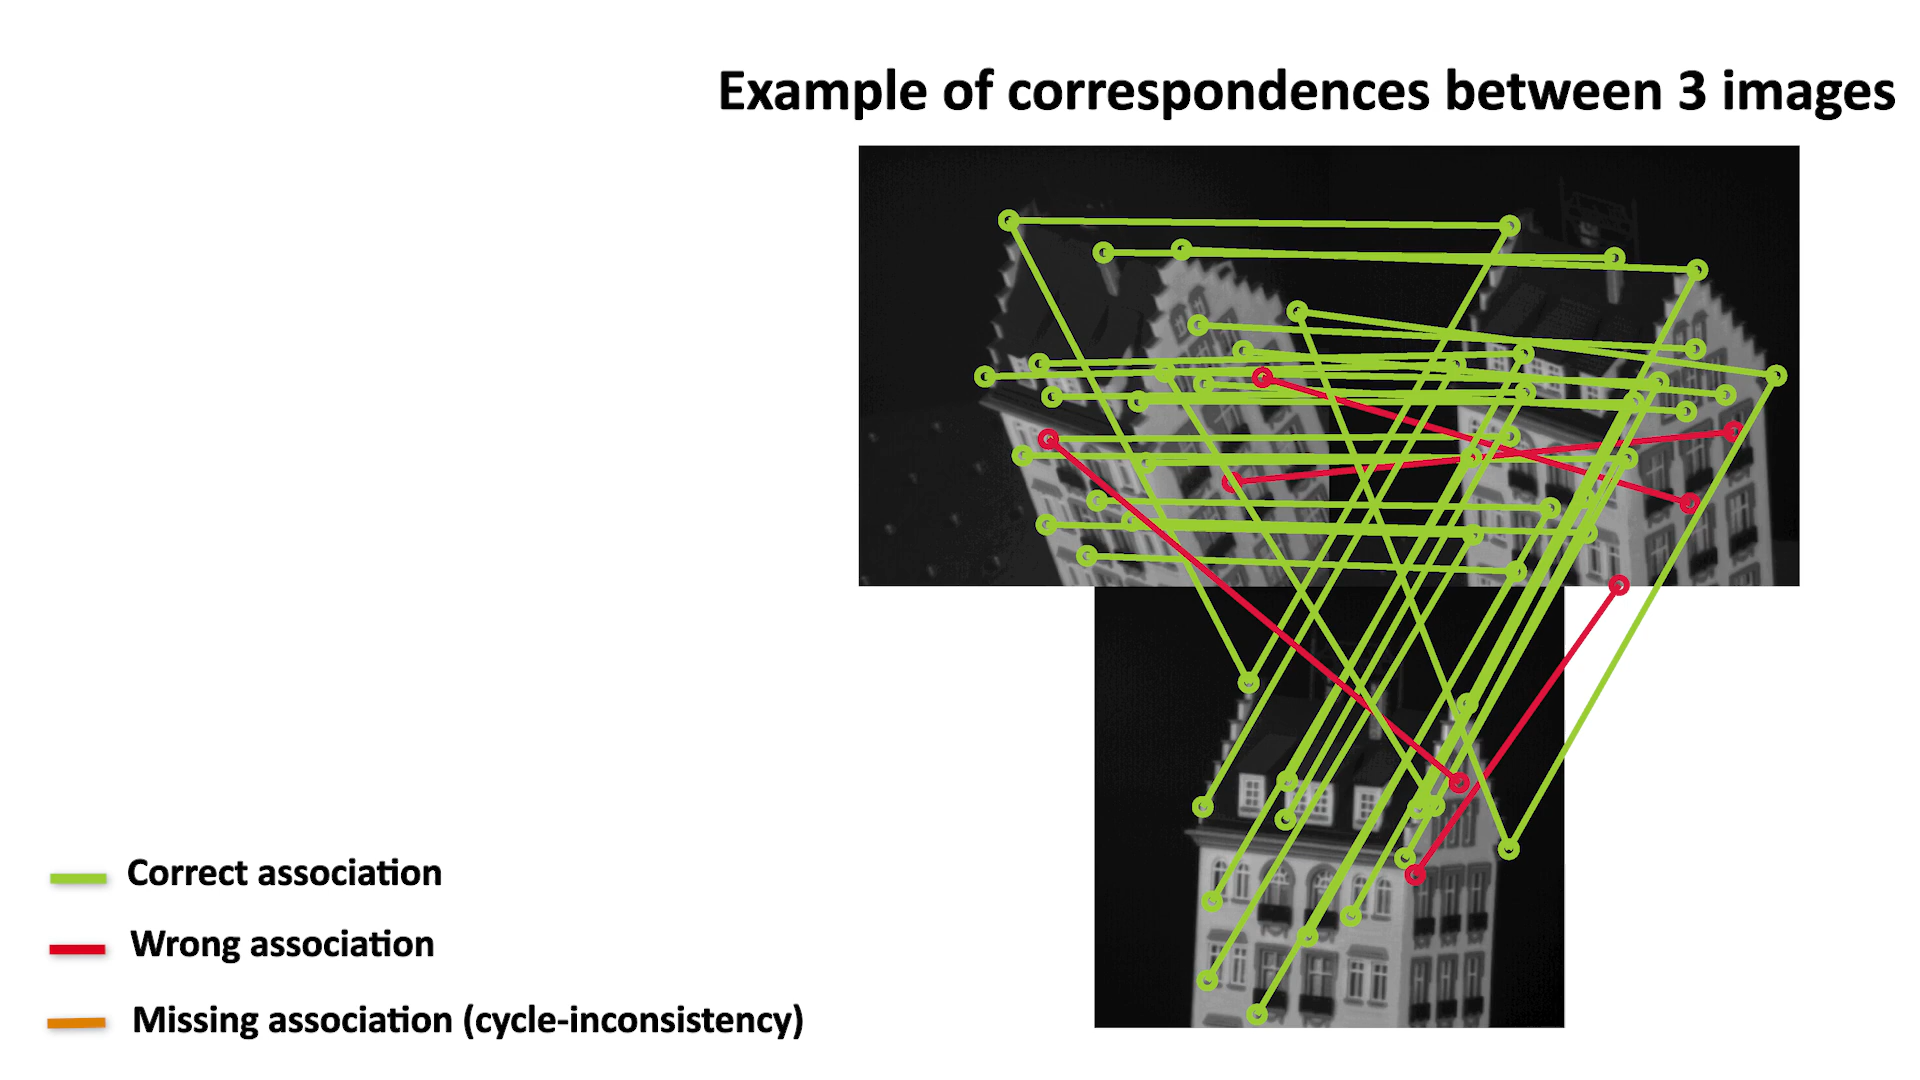 Example of correspondences between 3 images
Correct association
Wrong association
Missing association (cycle-inconsistency)